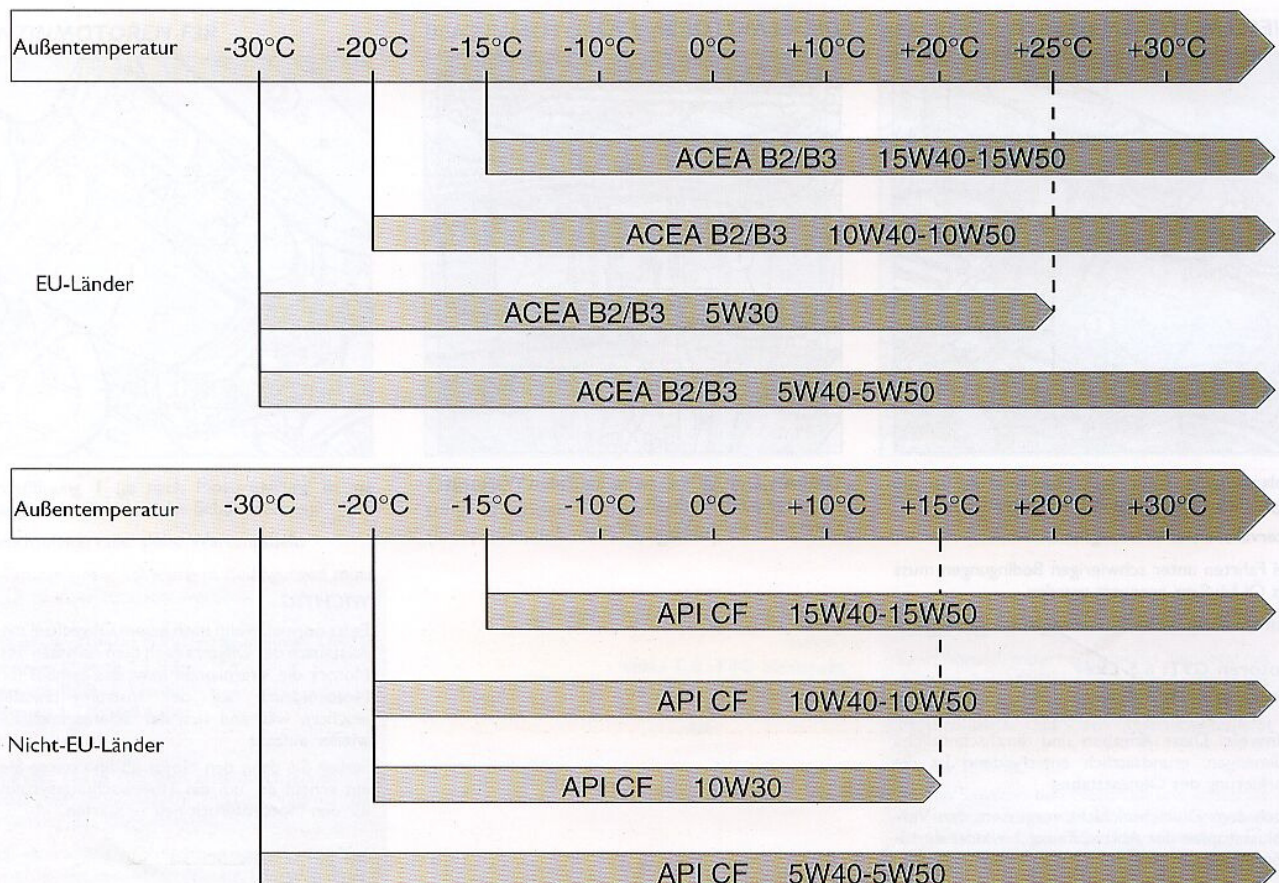 Außentemperatur -30°C -20°C -15°C -10°C 0°C +10°C +20°C +25°C +30°C
ACEA B2/B3 15W40-15W50
ACEA B2/B3 10W40-10W50
EU-Länder
ACEA B2/B3 5W30
ACEA B2/B3 5W40-5W50
Außentemperatur -30°C -20°C -15°C -10°C 0°C +10°C +15°C +20°C +30°C
API CF 15W40-15W50
API CF 10W40-10W50
Nicht-EU-Länder
API CF 10W30
API CF 5W40-5W50